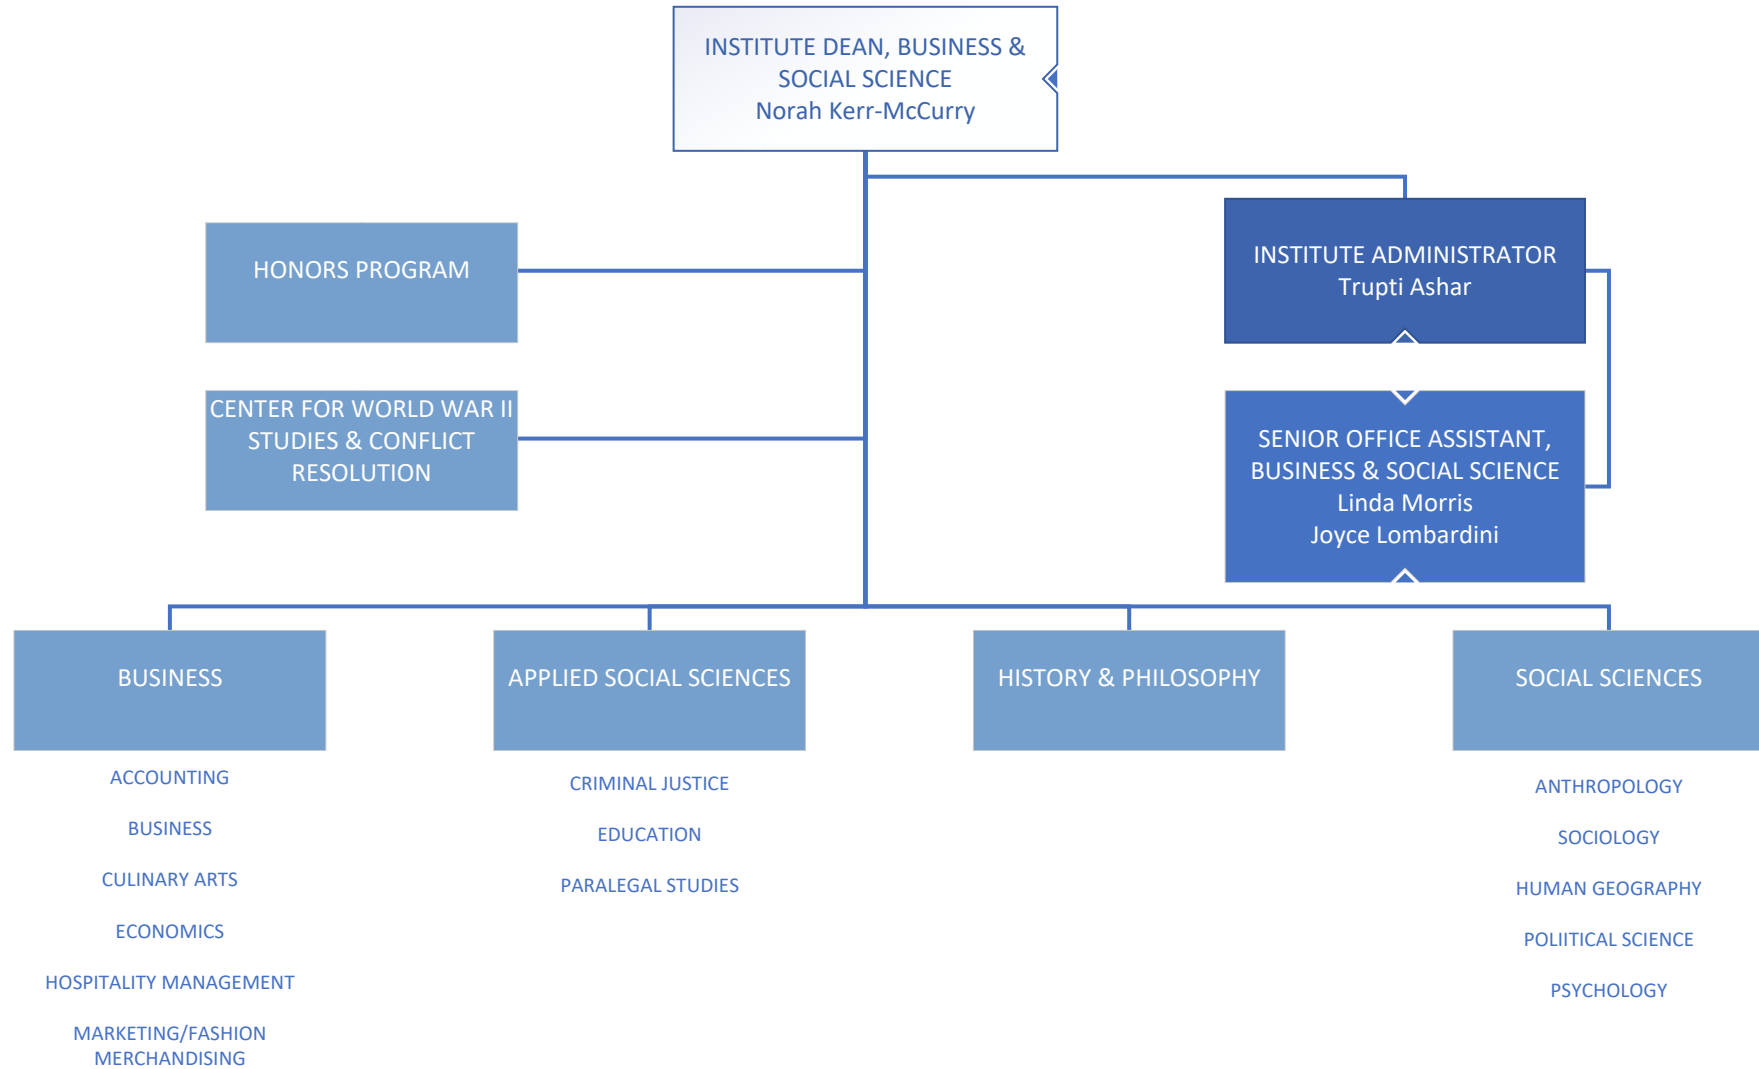 INSTITUTE DEAN, BUSINESS &
SOCIAL SCIENCE
Norah Kerr-McCurry
HONORS PROGRAM
INSTITUTE ADMINISTRATOR
Trupti Ashar
CENTER FOR WORLD WAR II
STUDIES & CONFLICT
RESOLUTION
SENIOR OFFICE ASSISTANT,
BUSINESS & SOCIAL SCIENCE
Linda Morris
Joyce Lombardini
BUSINESS
ACCOUNTING
BUSINESS
CULINARY ARTS
ECONOMICS
HOSPITALITY MANAGEMENT
MARKETING/FASHION
MERCHANDISING
APPLIED SOCIAL SCIENCES
CRIMINAL JUSTICE
EDUCATION
PARALEGAL STUDIES
HISTORY & PHILOSOPHY
SOCIAL SCIENCES
ANTHROPOLOGY
SOCIOLOGY
HUMAN GEOGRAPHY
POLIITICAL SCIENCE
PSYCHOLOGY